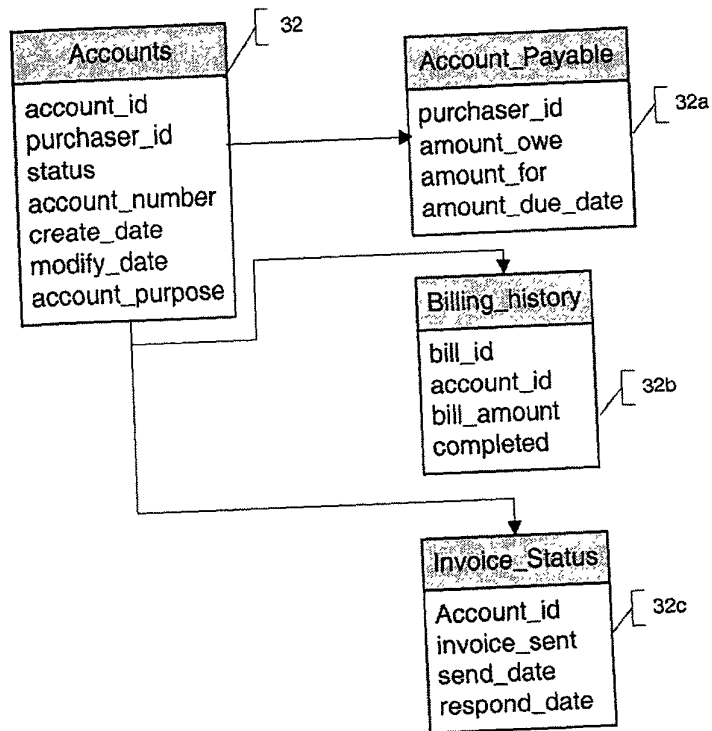 Accounts
32
account_id
purchaser_id
status
account_number
create_date
modify_date
account_purpose
Account_Payable
32a
purchaser_id
amount_owe
amount_for
amount_due_date
Billing_history
bill_id
account_id
bill_amount
completed
32b
Invoice_Status
Account_id
invoice_sent
send_date
respond_date
32c